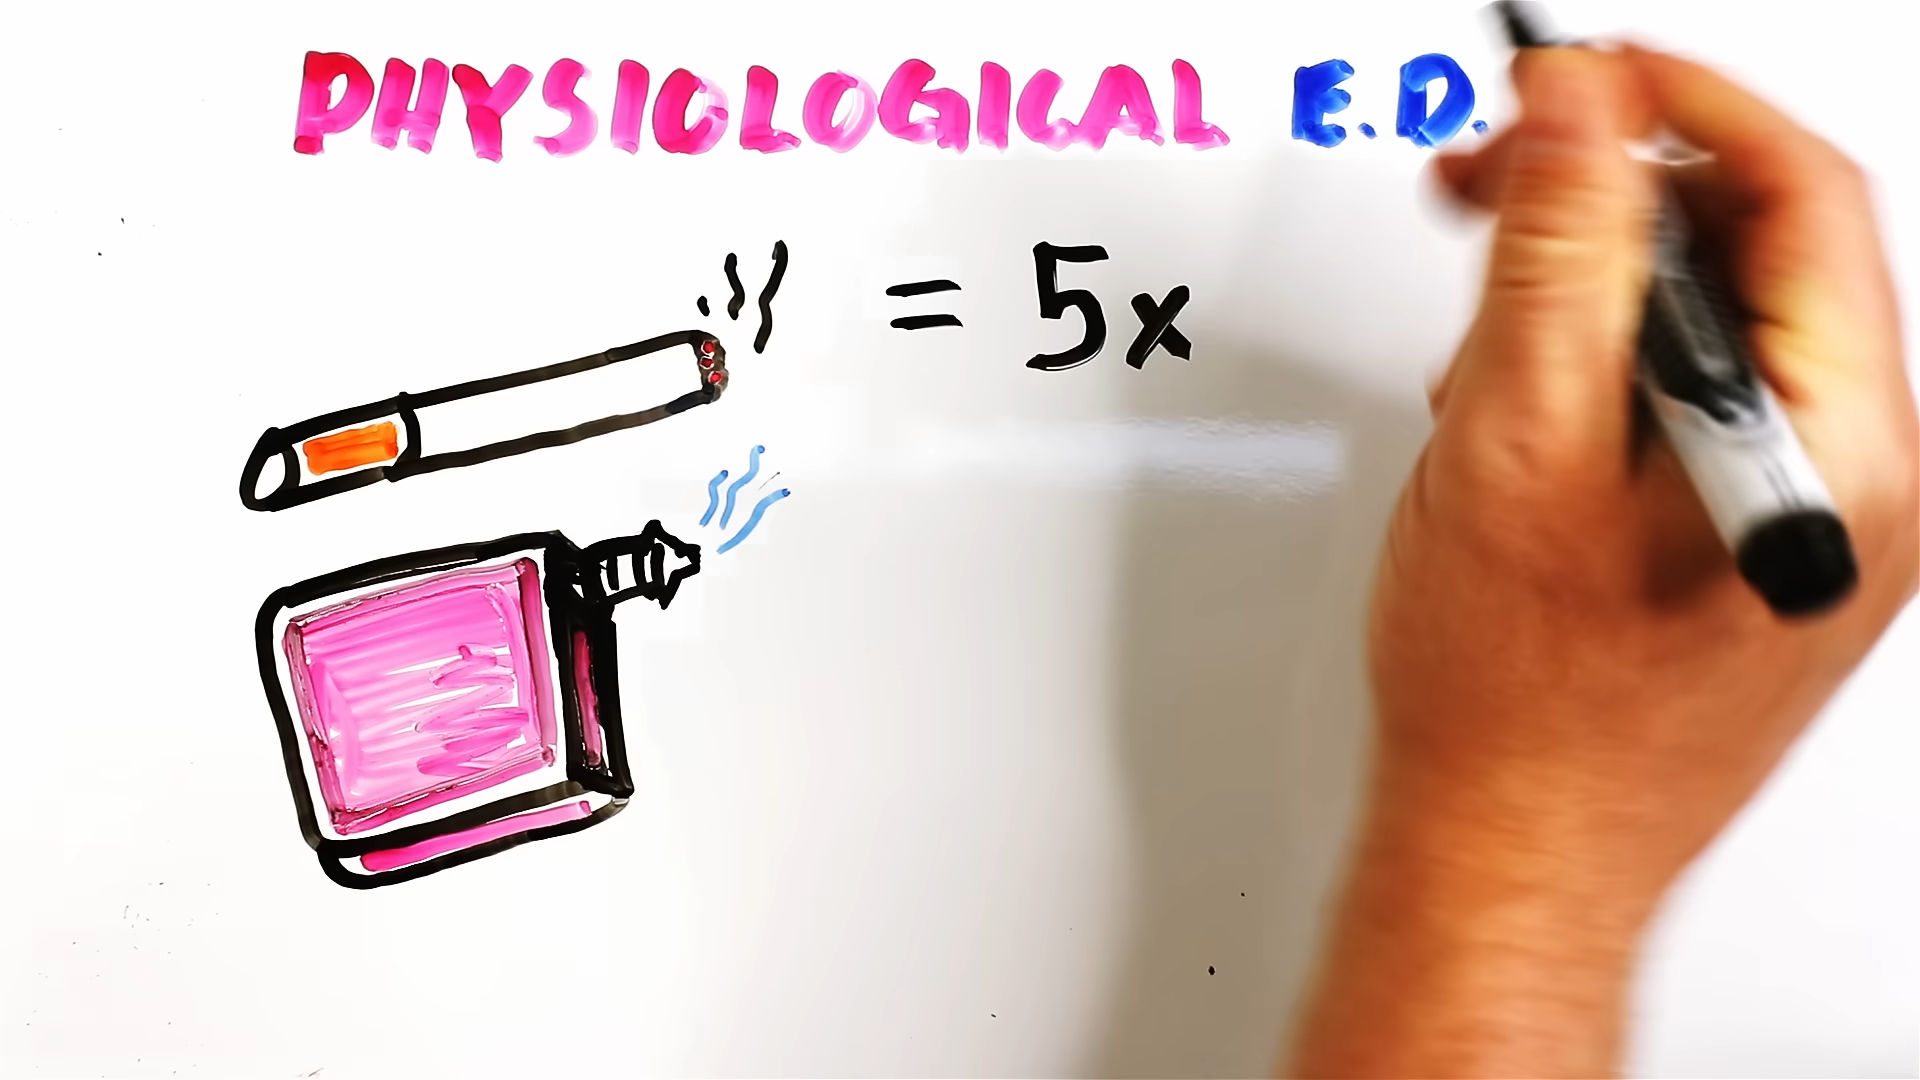 PHYSIOLOGICAL E.D.
= 5x